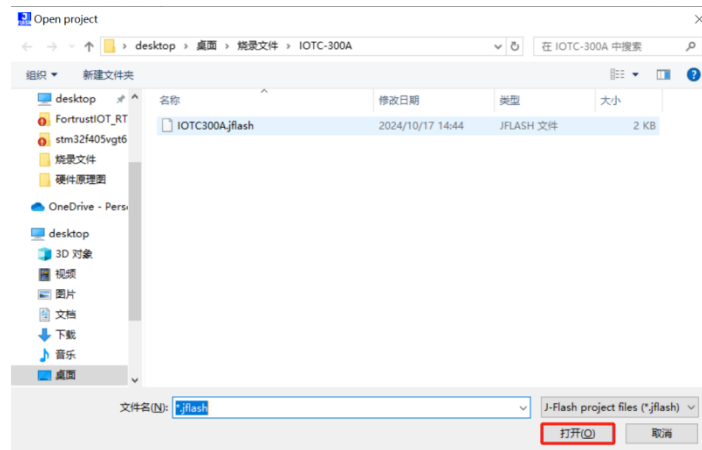 Open project
desktop › 桌面 › 烧录文件 › IOTC-300A
在 IOTC-300A 中搜索
组织 新建文件夹
名称 修改日期 类型 大小
desktop
IOTC300A.jflash 2024/10/17 14:44 JFLASH 文件 2 KB
FortrustIOT_RT
stm32f405vgt6
烧录文件
硬件原理图
OneDrive - Pers
desktop
3D 对象
视频
图片
文档
下载
音乐
桌面
文件名(N): *.jflash
J-Flash project files (*.jflash)
打开(O) 取消